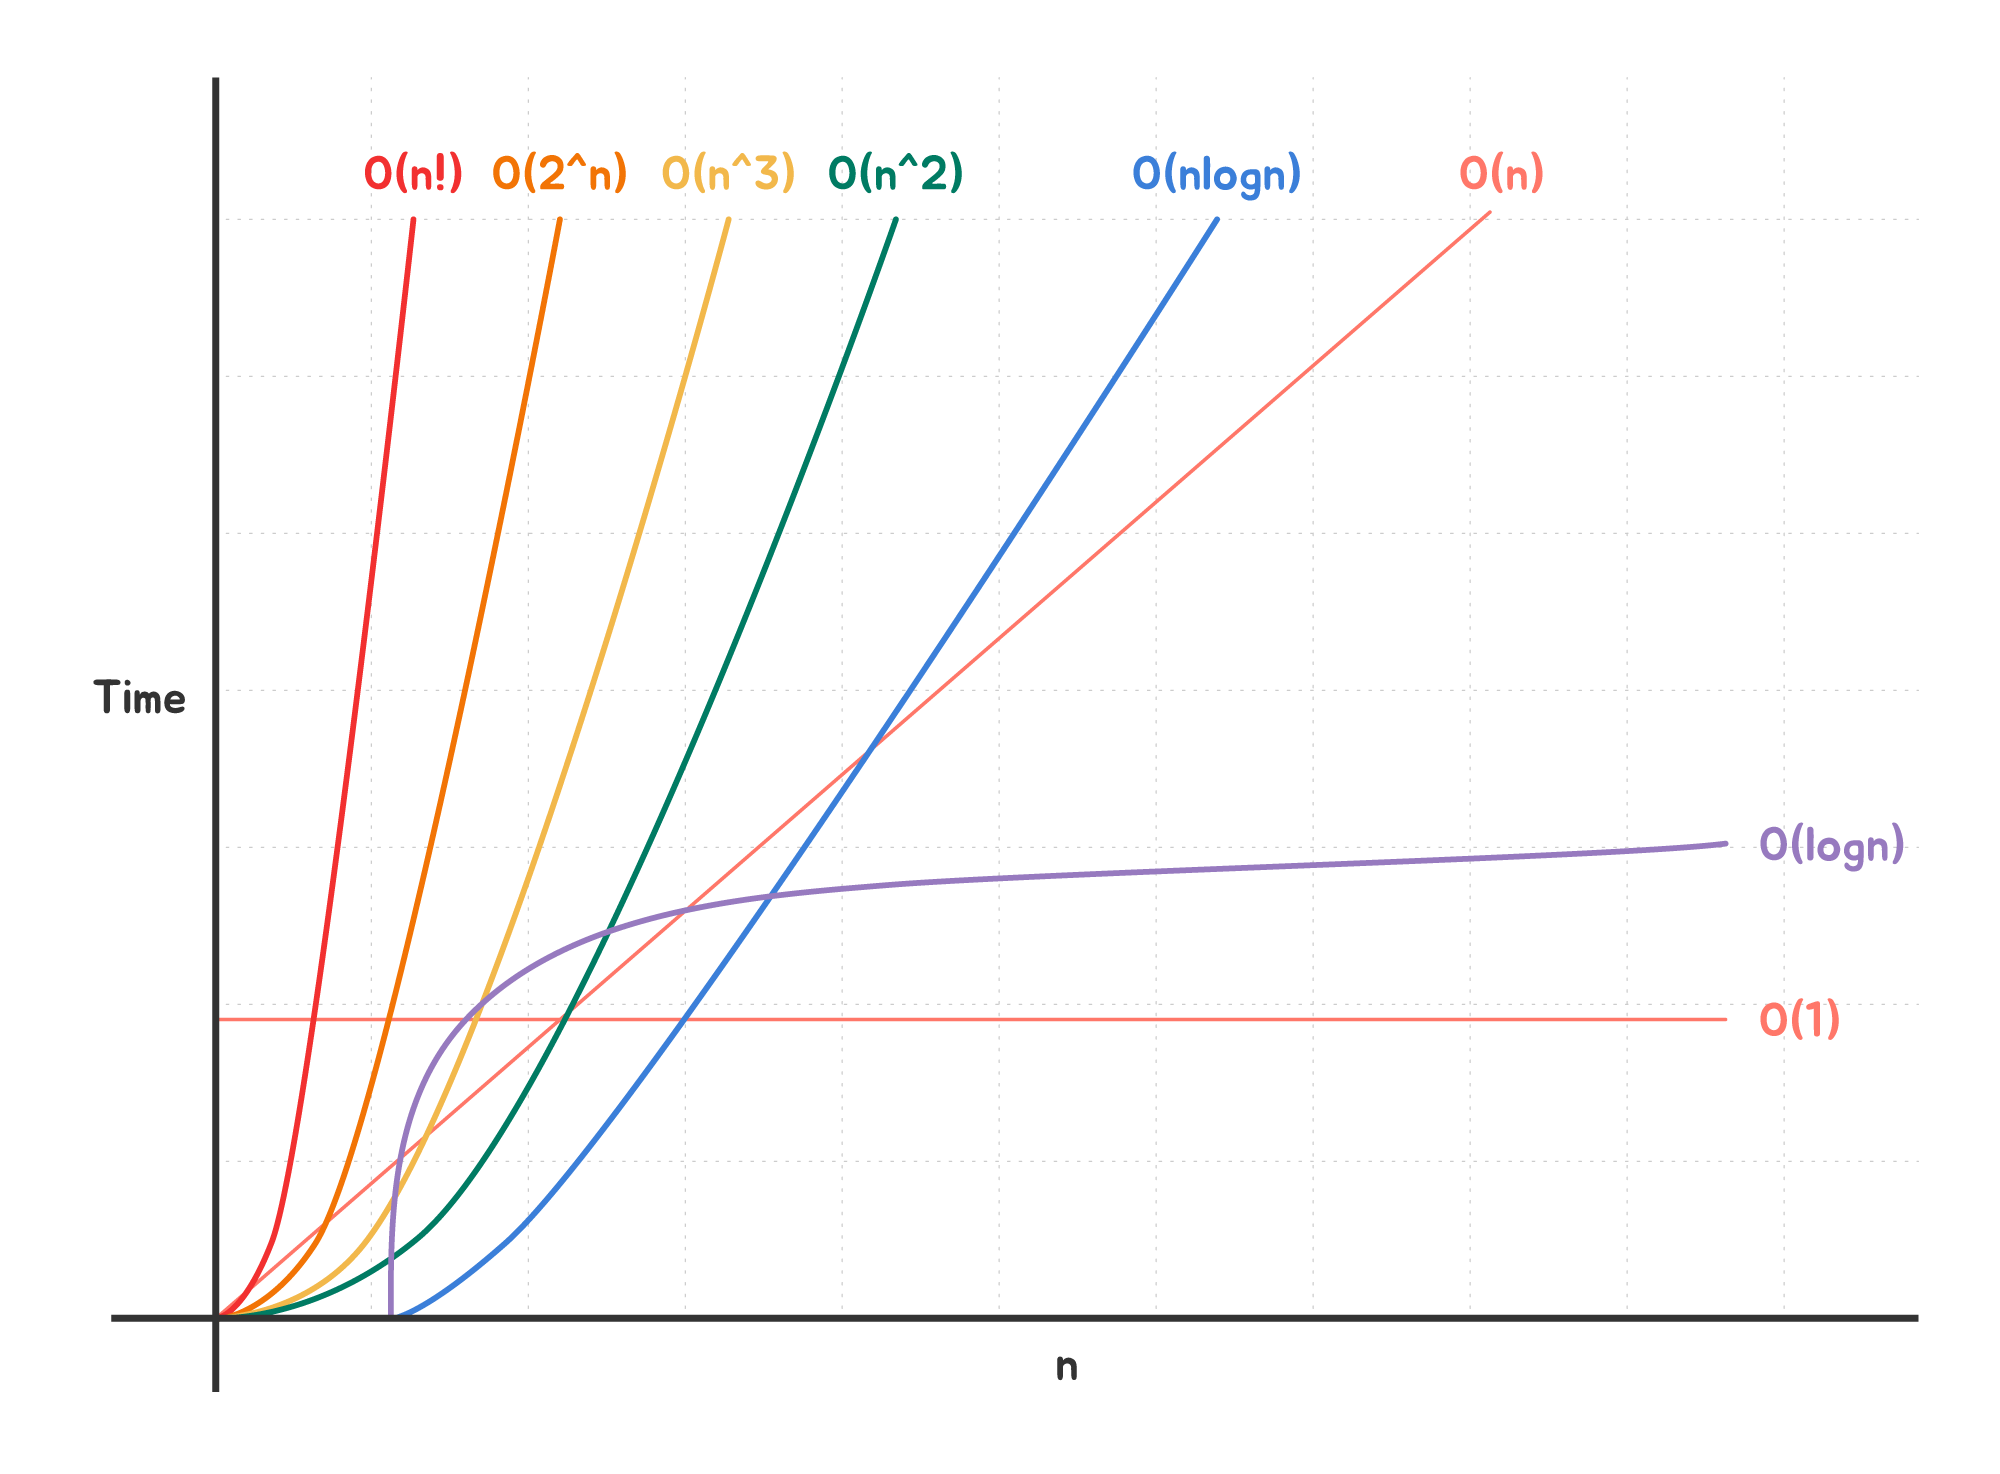 O(n!) O(2^n) O(n^3) O(n^2) O(nlogn) O(n)
Time
O(logn)
O(1)
n